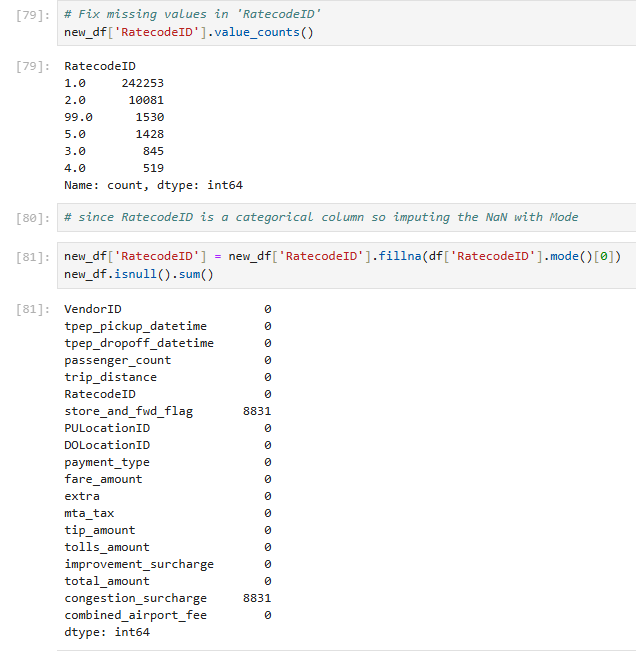 [79]: # Fix missing values in 'RatecodeID'
new_df['RatecodeID'].value_counts()
[79]: RatecodeID
1.0 242253
2.0 10081
99.0 1530
5.0 1428
3.0 845
4.0 519
Name: count, dtype: int64
[80]: # since RatecodeID is a categorical column so imputing the NaN with Mode
[81]: new_df['RatecodeID'] = new_df['RatecodeID'].fillna(df['RatecodeID'].mode()[0])
new_df.isnull().sum()
[81]: VendorID 0
tpep_pickup_datetime 0
tpep_dropoff_datetime 0
passenger_count 0
trip_distance 0
RatecodeID 0
store_and_fwd_flag 8831
PULocationID 0
DOLocationID 0
payment_type 0
fare_amount 0
extra 0
mta_tax 0
tip_amount 0
tolls_amount 0
improvement_surcharge 0
total_amount 0
congestion_surcharge 8831
combined_airport_fee 0
dtype: int64